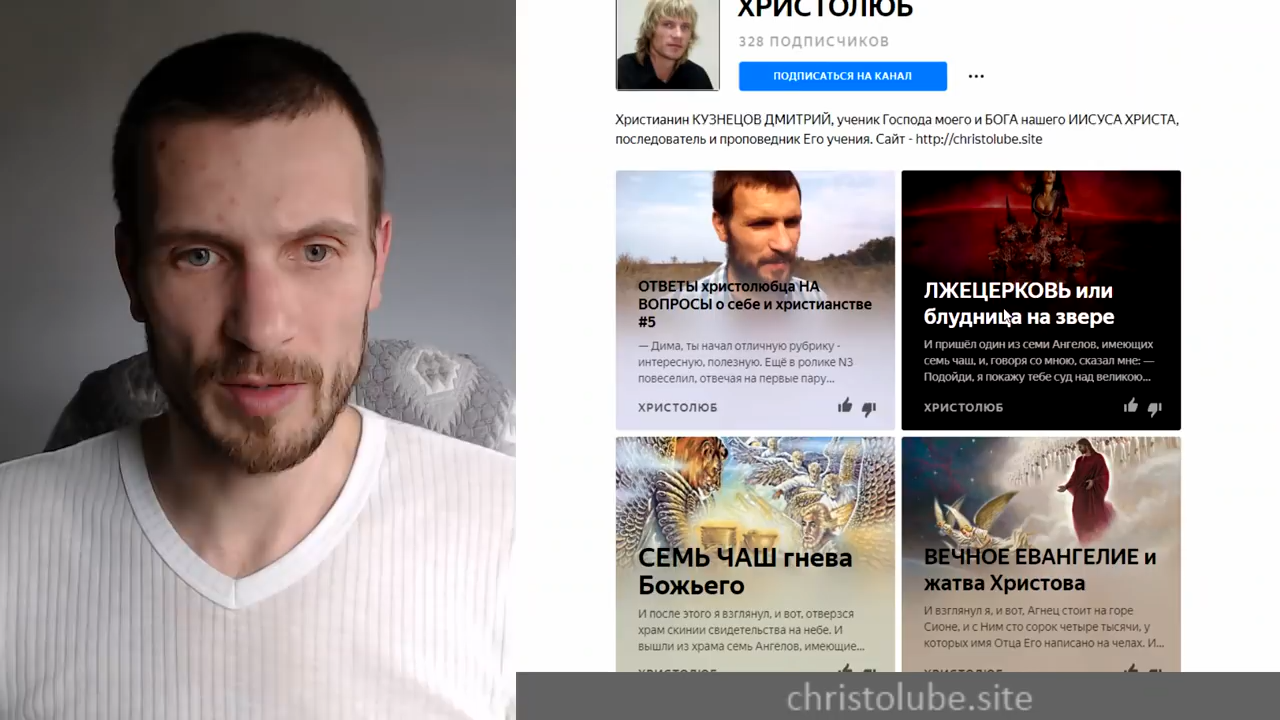 ХРИСТОЛЮБ
328 ПОДПИСЧИКОВ
ПОДПИСАТЬСЯ НА КАНАЛ
Христианин КУЗНЕЦОВ ДМИТРИЙ, ученик Господа моего и БОГА нашего ИИСУСА ХРИСТА,
последователь и проповедник Его учения. Сайт - http://christolube.site
ОТВЕТЫ христолюбца НА
ВОПРОСЫ о себе и христианстве
#5
— Дима, ты начал отличную рубрику -
интересную, полезную. Ещё в ролике N3
повеселил, отвечая на первые пару...
ХРИСТОЛЮБ
ЛЖЕЦЕРКОВЬ или
блудница на звере
И пришёл один из семи Ангелов, имеющих
семь чаш, и, говоря со мною, сказал мне: —
Подойди, я покажу тебе суд над великою...
ХРИСТОЛЮБ
СЕМЬ ЧАШ гнева
Божьего
И после этого я взглянул, и вот, отверзся
храм скинии свидетельства на небе. И
вышли из храма семь Ангелов, имеющие...
ХРИСТОЛЮБ
ВЕЧНОЕ ЕВАНГЕЛИЕ и
жатва Христова
И взглянул я, и вот, Агнец стоит на горе
Сионе, и с Ним сто сорок четыре тысячи, у
которых имя Отца Его написано на челах. И...
ХРИСТОЛЮБ
christolube.site